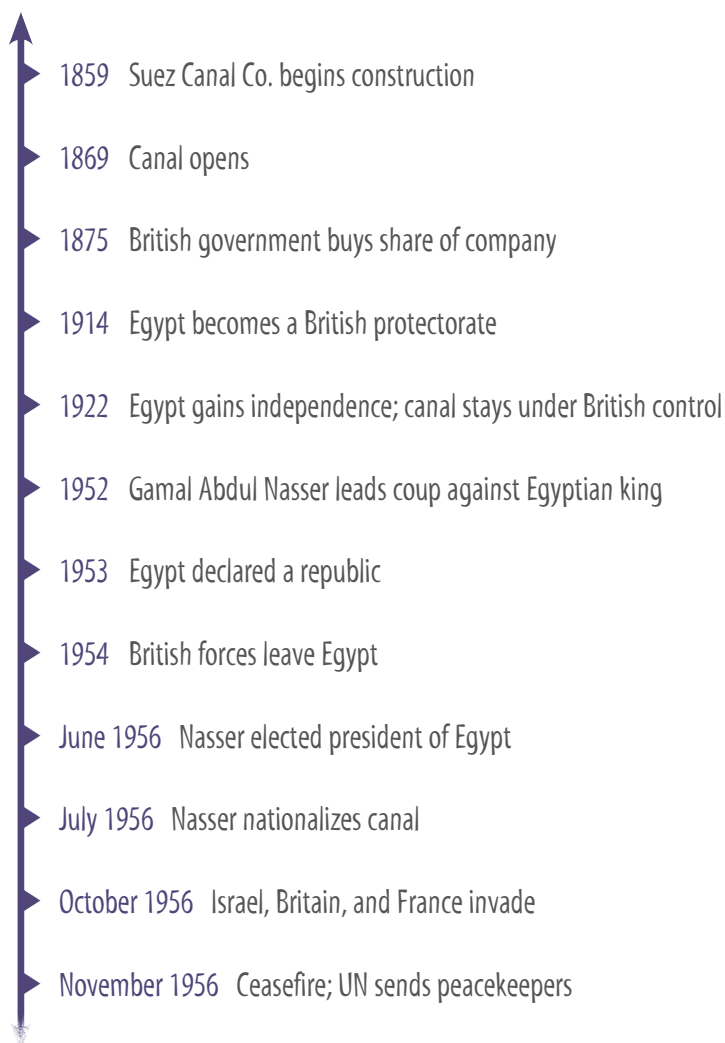 1859 Suez Canal Co. begins construction
1869 Canal opens
1875 British government buys share of company
1914 Egypt becomes a British protectorate
1922 Egypt gains independence; canal stays under British control
1952 Gamal Abdul Nasser leads coup against Egyptian king
1953 Egypt declared a republic
1954 British forces leave Egypt
June 1956 Nasser elected president of Egypt
July 1956 Nasser nationalizes canal
October 1956 Israel, Britain, and France invade
November 1956 Ceasefire; UN sends peacekeepers